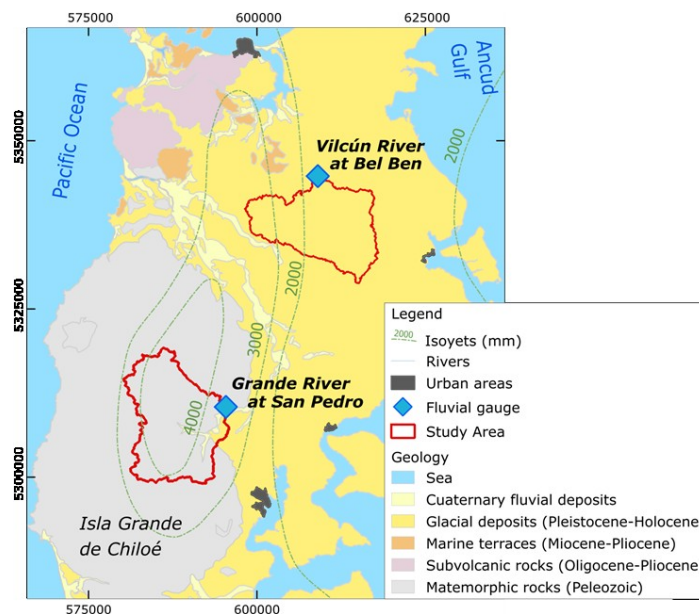 575000
600000
625000
Pacific Ocean
Ancud
Gulf
5350000
Vilcún River
at Bel Ben
2000
2000
5325000
3000
4000
Grande River
at San Pedro
5300000
Isla Grande
de Chiloé
575000
600000
Legend
2000
Isoyets (mm)
Rivers
Urban areas
Fluvial gauge
Study Area
Geology
Sea
Cuaternary fluvial deposits
Glacial deposits (Pleistocene-Holocene
Marine terraces (Miocene-Pliocene)
Subvolcanic rocks (Oligocene-Pliocene
Matemorphic rocks (Peleozoic)